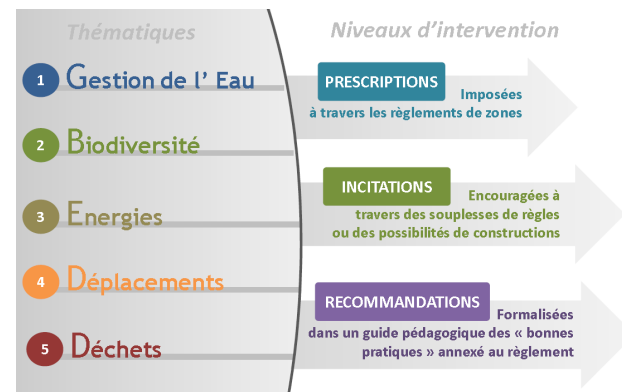 Thématiques
1 Gestion de l' Eau
2 Biodiversité
3 Energies
4 Déplacements
5 Déchets
Niveaux d'intervention
PRESCRIPTIONS
Imposées
à travers les règlements de zones
INCITATIONS
Encouragées à
travers des souplesses de règles
ou des possibilités de constructions
RECOMMANDATIONS
Formalisées
dans un guide pédagogique des « bonnes
pratiques » annexé au règlement